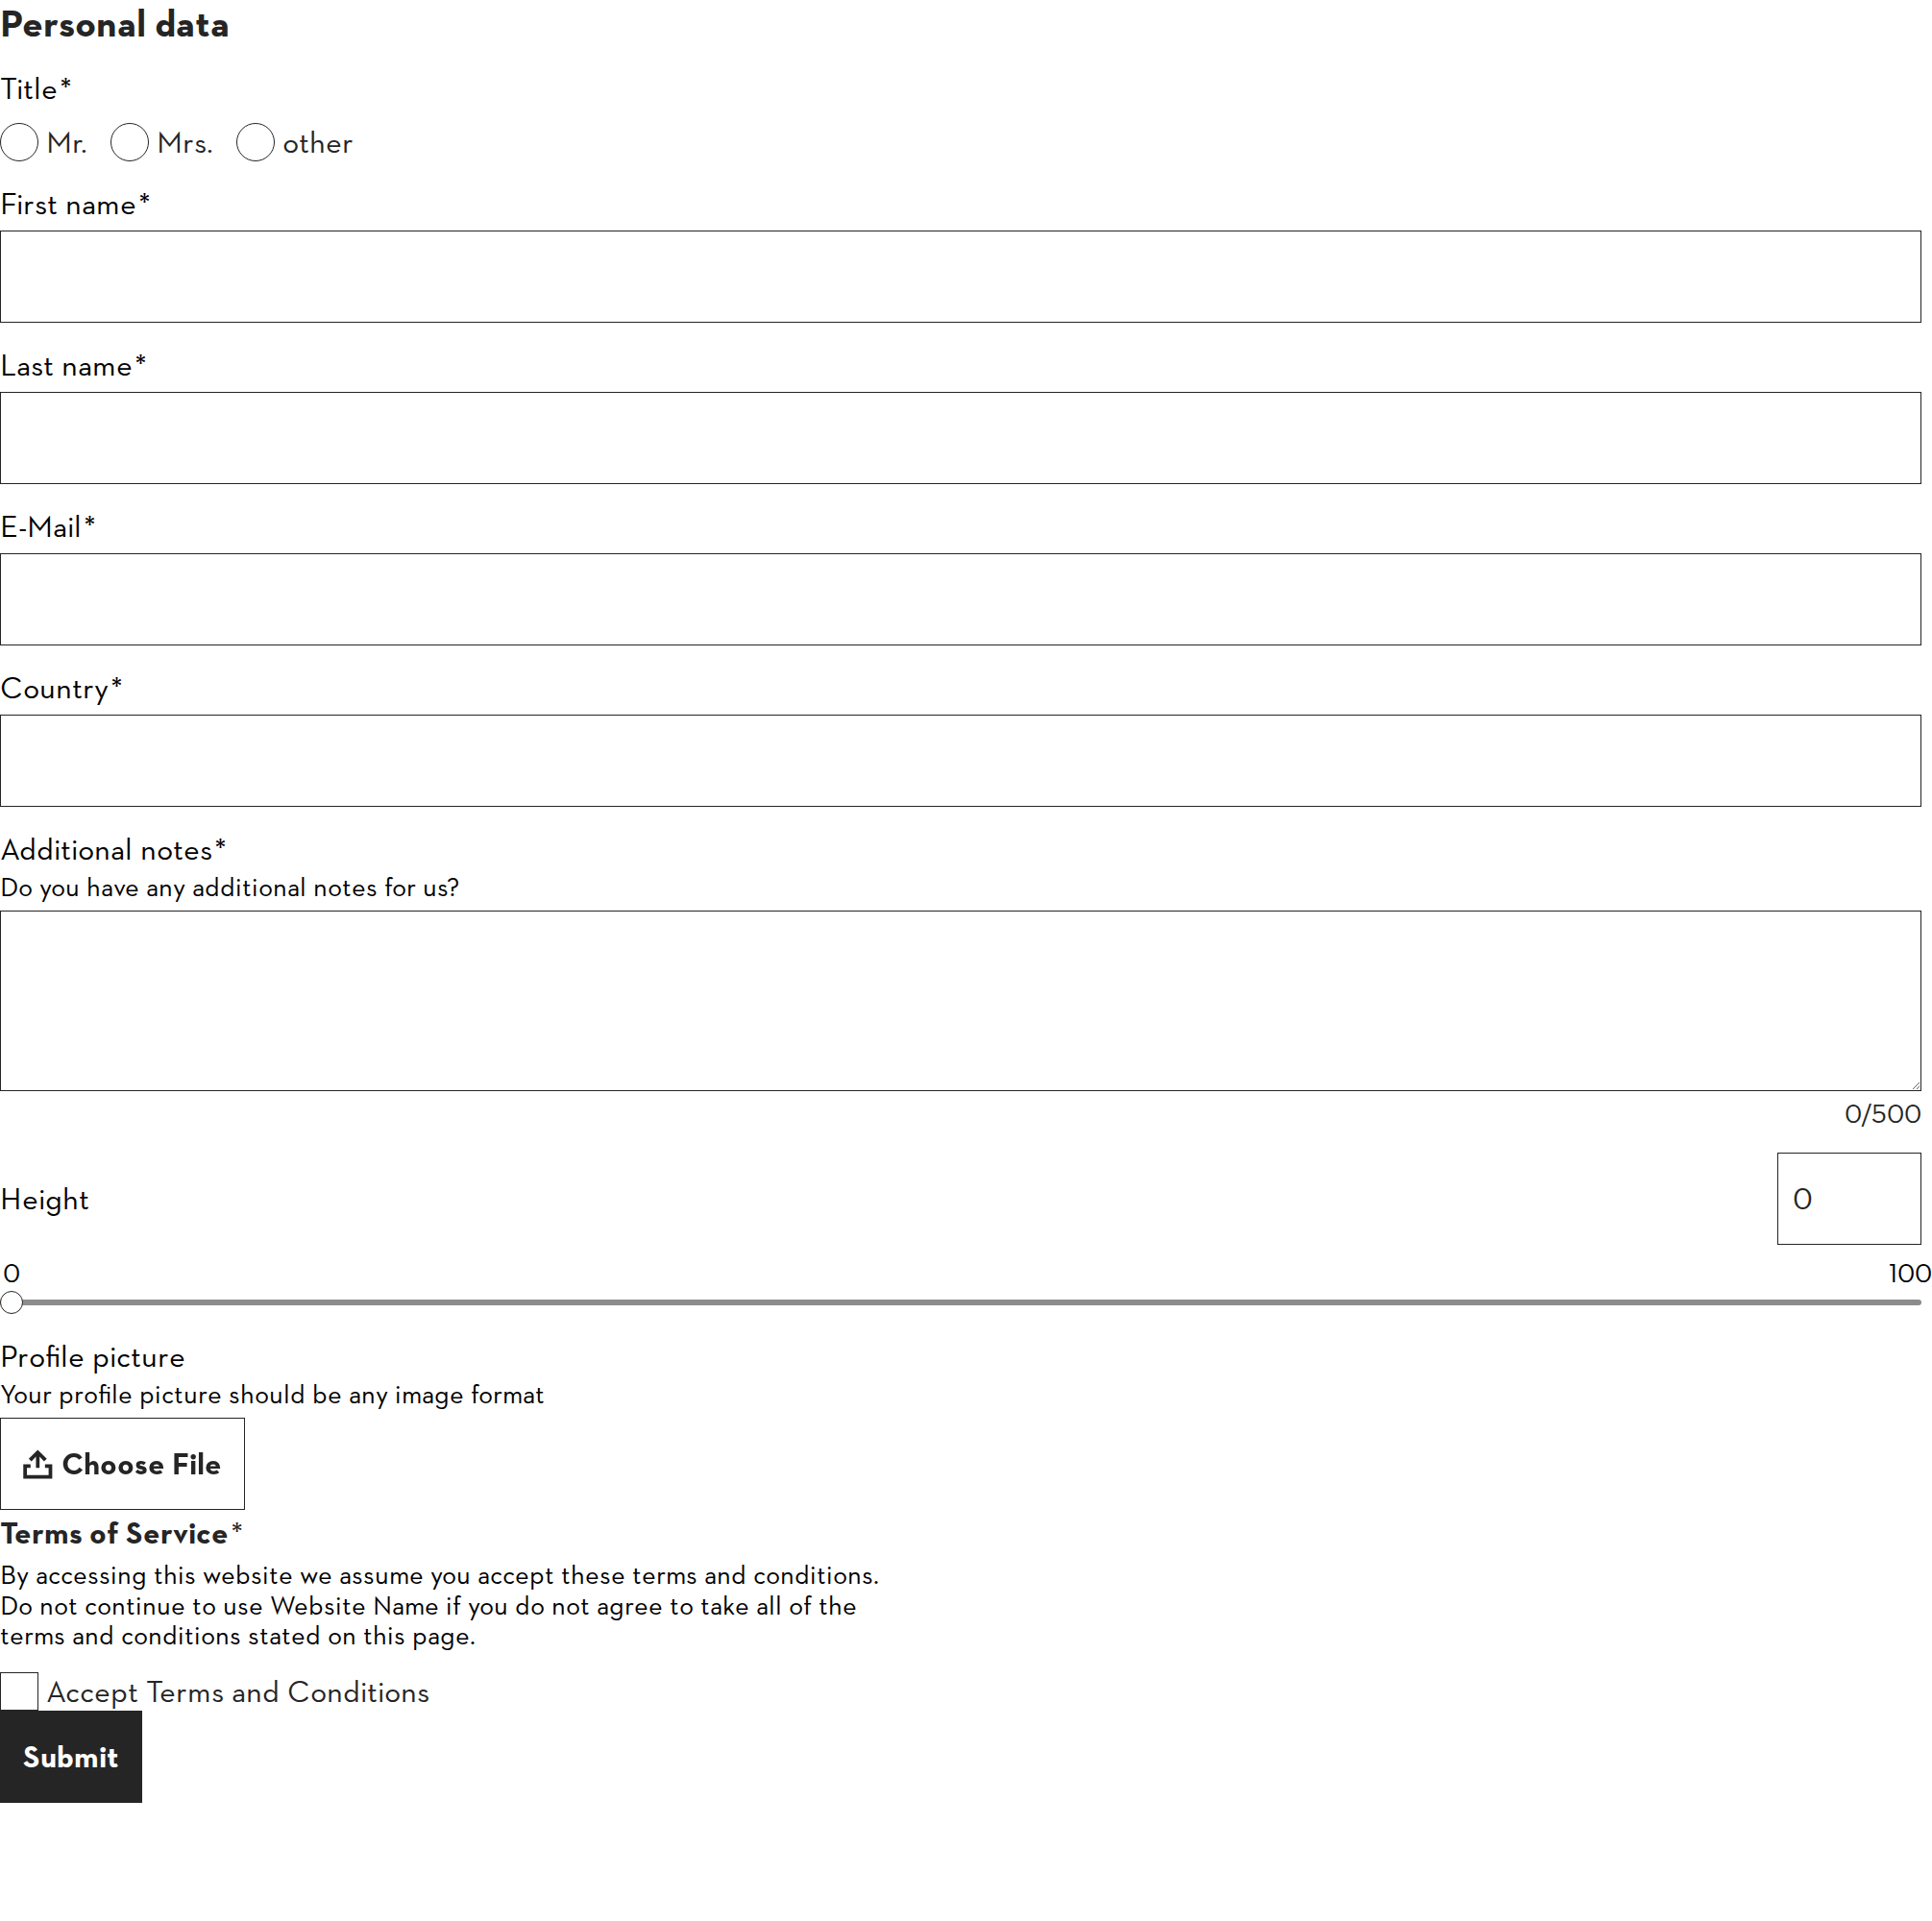 Personal data
Title*
Mr. Mrs. other
First name*
Last name*
E-Mail*
Country*
Additional notes*
Do you have any additional notes for us?
0/500
Height 0
0 100
Profile picture
Your profile picture should be any image format
Choose File
Terms of Service*
By accessing this website we assume you accept these terms and conditions.
Do not continue to use Website Name if you do not agree to take all of the
terms and conditions stated on this page.
Accept Terms and Conditions
Submit